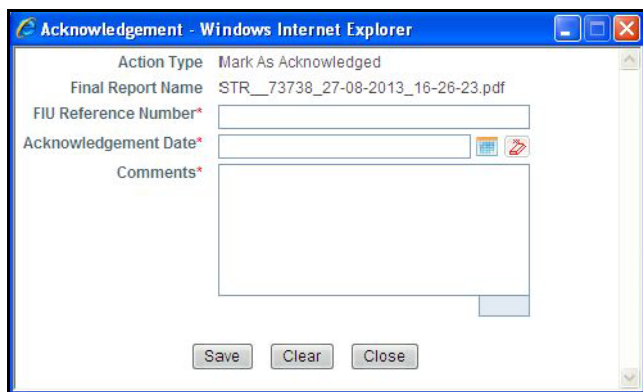 Acknowledgement - Windows Internet Explorer
Action Type Mark As Acknowledged
Final Report Name STR__73738_27-08-2013_16-26-23.pdf
FIU Reference Number*
Acknowledgement Date*
Comments*
Save Clear Close